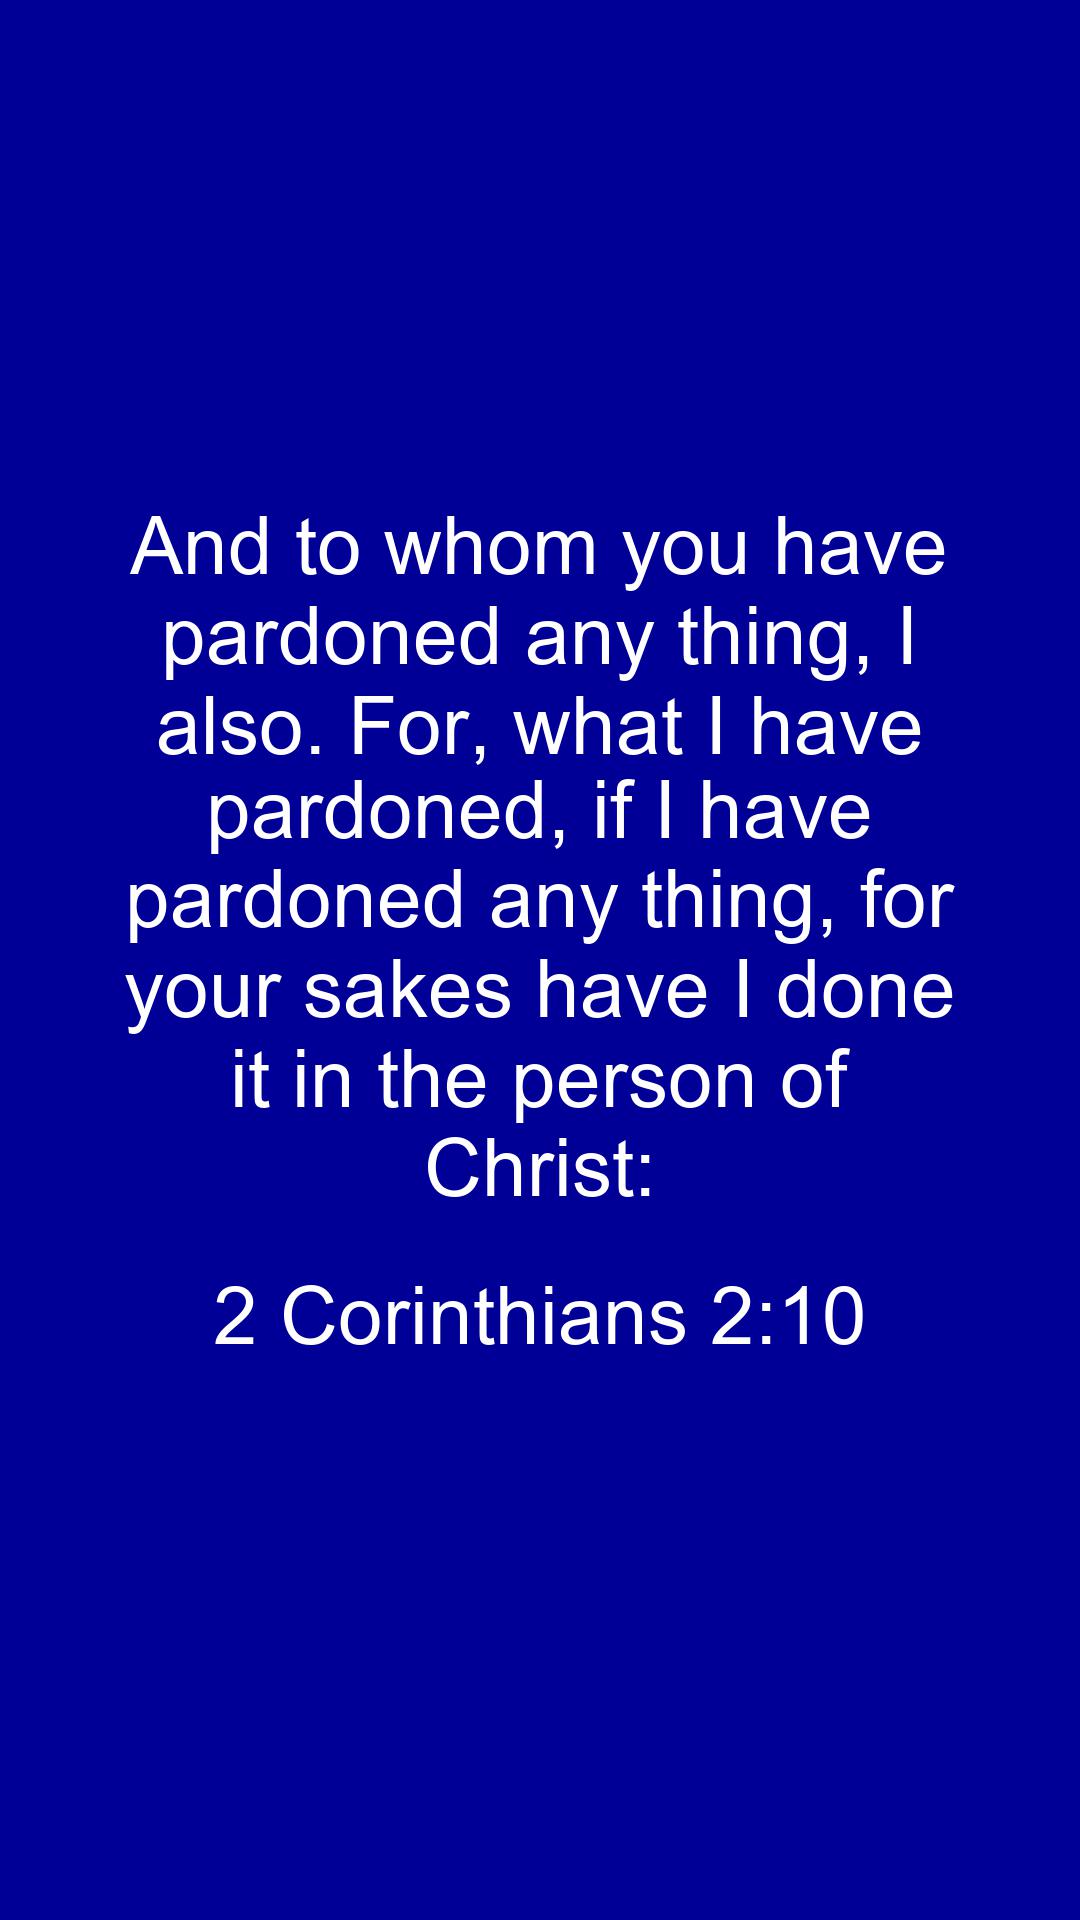 And to whom you have
pardoned any thing, I
also. For, what I have
pardoned, if I have
pardoned any thing, for
your sakes have I done
it in the person of
Christ:
2 Corinthians 2:10